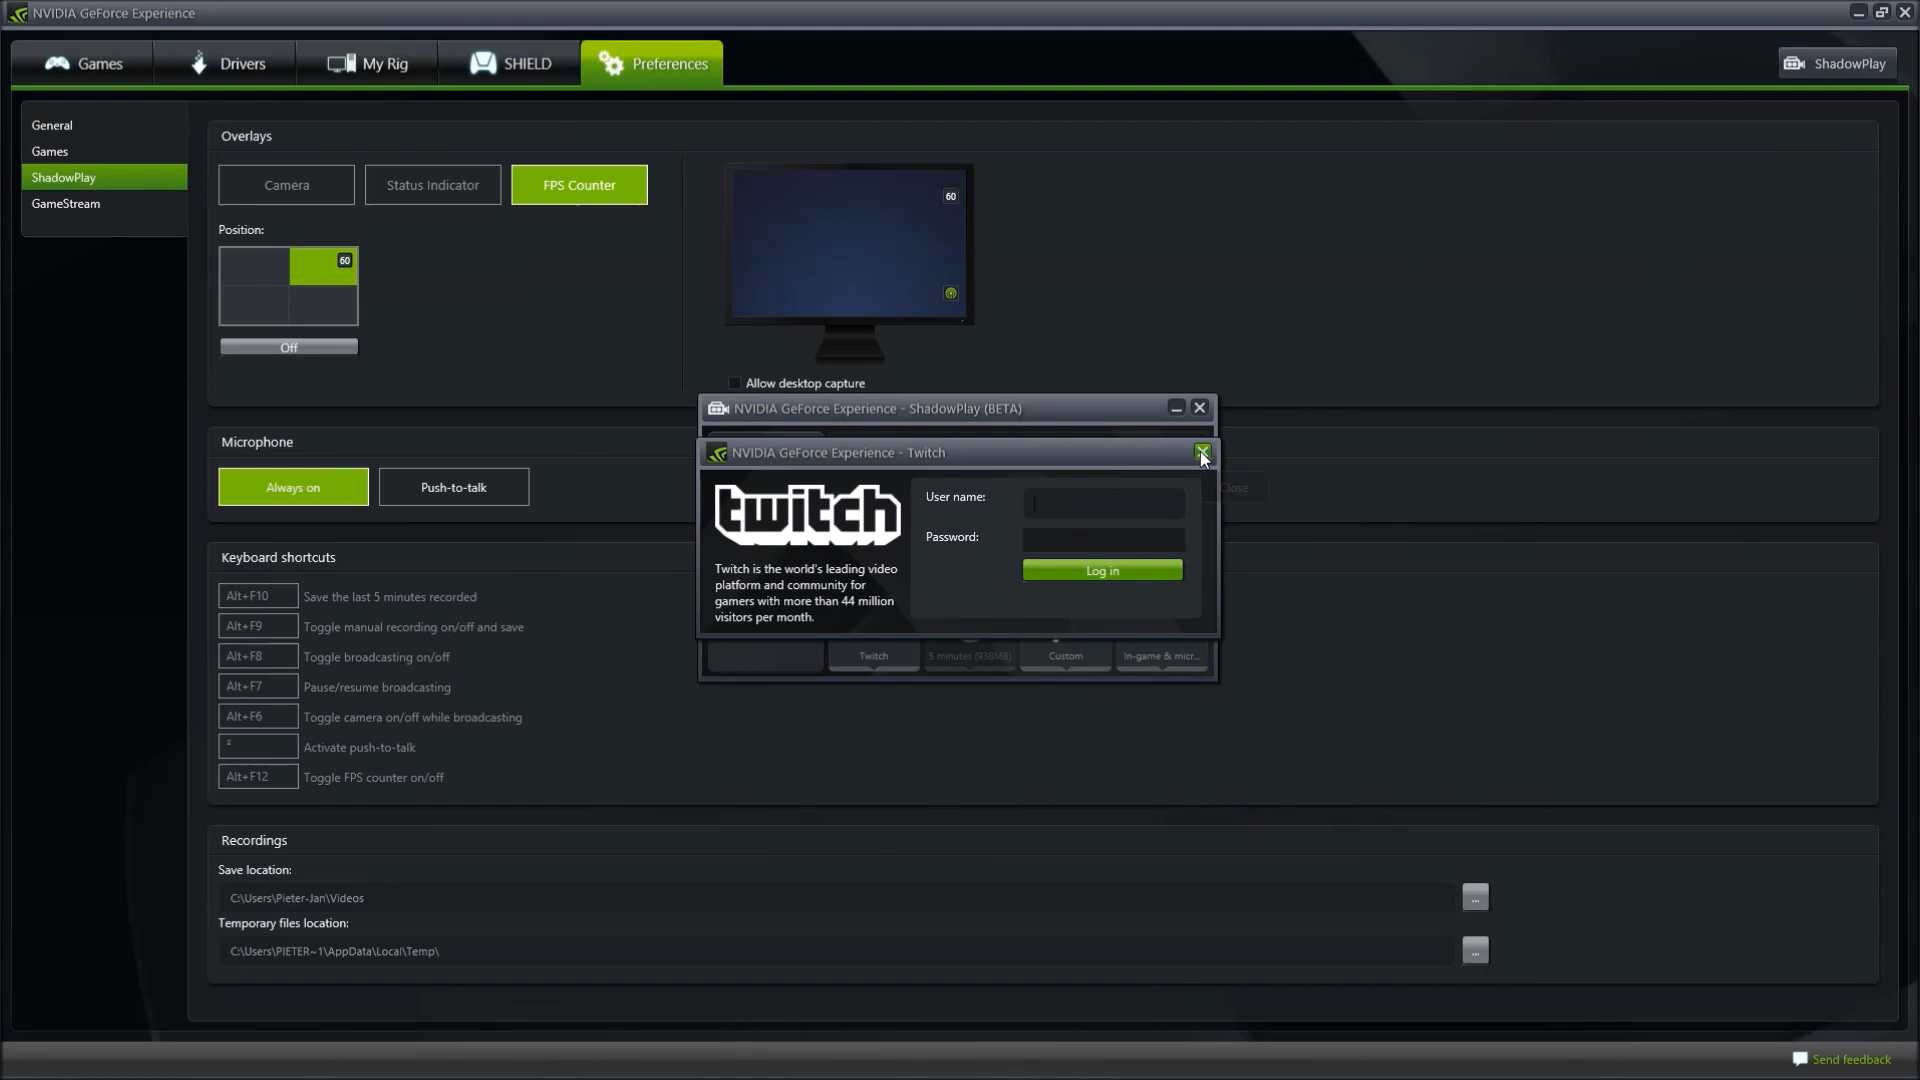 NVIDIA GeForce Experience
Games
Drivers
My Rig
SHIELD
Preferences
ShadowPlay
General
Games
ShadowPlay
GameStream
Overlays
Camera
Status Indicator
FPS Counter
Position:
60
Off
60
Allow desktop capture
NVIDIA GeForce Experience - ShadowPlay (BETA)
NVIDIA GeForce Experience - Twitch
twitch
Twitch is the world's leading video
platform and community for
gamers with more than 44 million
visitors per month.
User name:
Password:
Log in
Close
Twitch
5 minutes (938MB)
Custom
In-game & micr...
Microphone
Always on
Push-to-talk
Keyboard shortcuts
Alt+F10 Save the last 5 minutes recorded
Alt+F9 Toggle manual recording on/off and save
Alt+F8 Toggle broadcasting on/off
Alt+F7 Pause/resume broadcasting
Alt+F6 Toggle camera on/off while broadcasting
² Activate push-to-talk
Alt+F12 Toggle FPS counter on/off
Recordings
Save location:
C:\Users\Pieter-Jan\Videos
...
Temporary files location:
C:\Users\PIETER~1\AppData\Local\Temp\
...
Send feedback